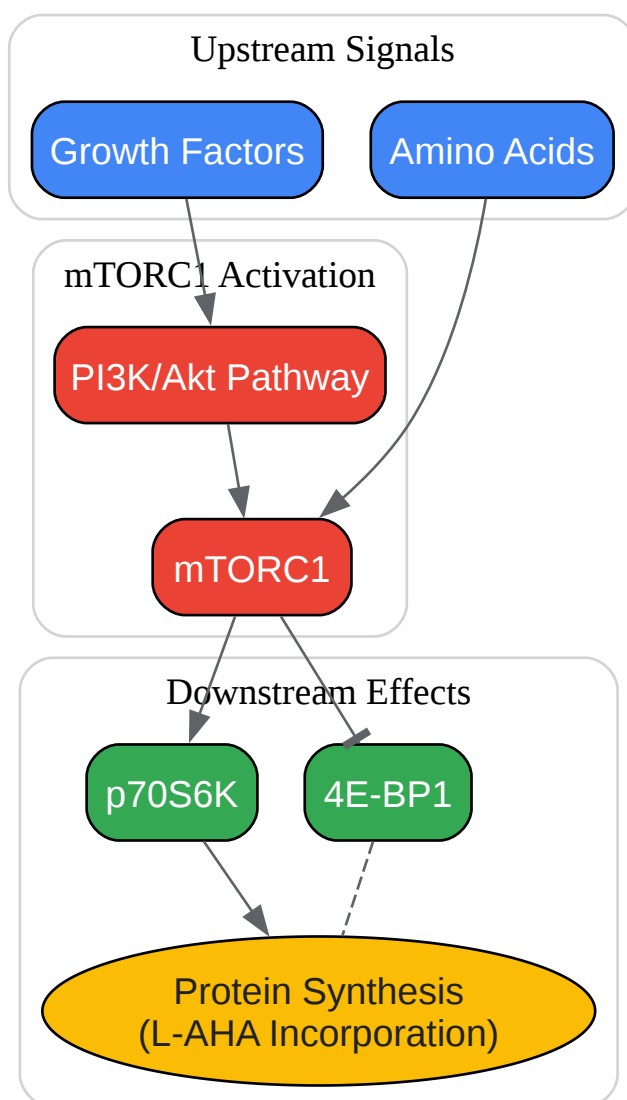 Upstream Signals
Growth Factors
Amino Acids
mTORC1 Activation
PI3K/Akt Pathway
mTORC1
Downstream Effects
p70S6K
4E-BP1
Protein Synthesis
(L-AHA Incorporation)